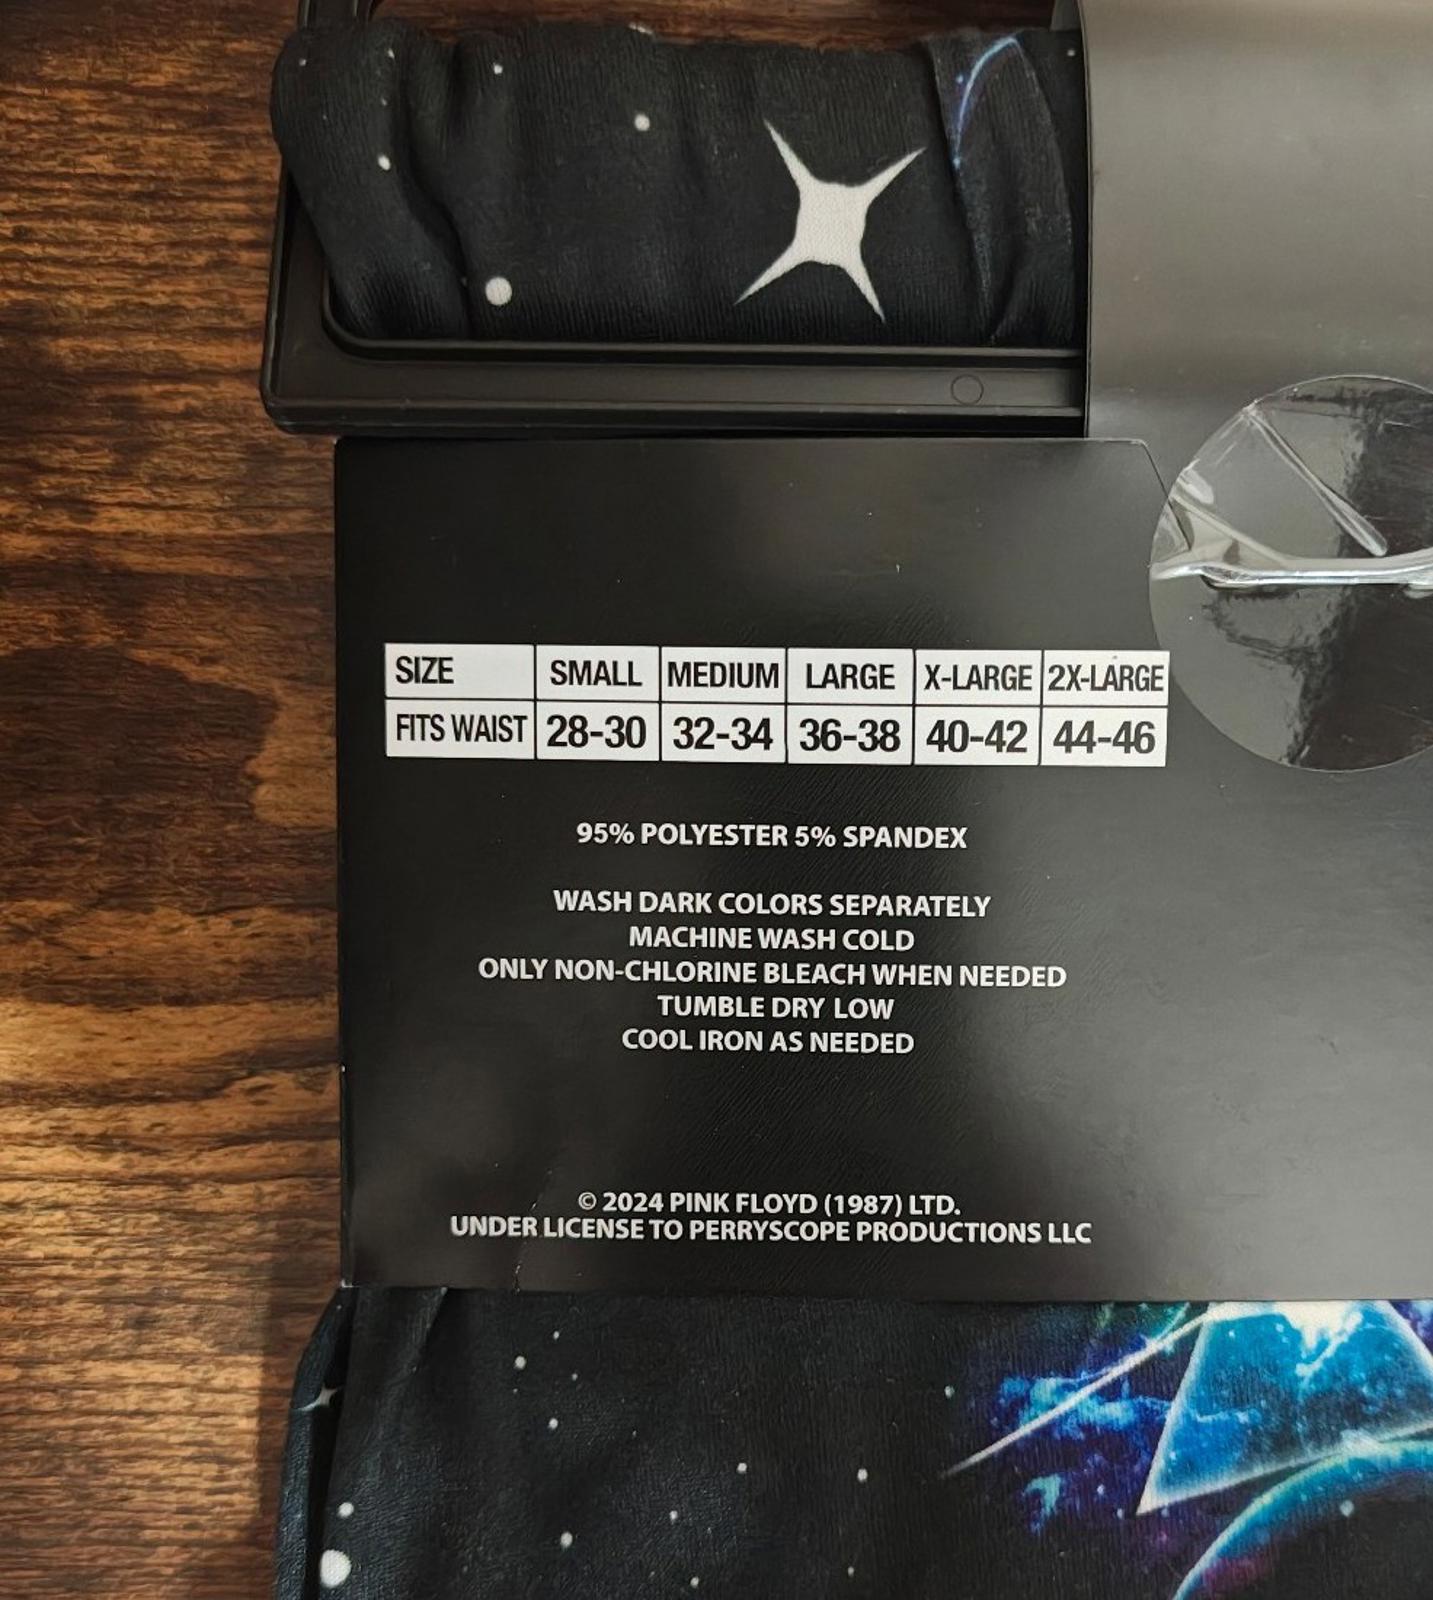 SIZE SMALL MEDIUM LARGE X-LARGE 2X-LARGE
FITS WAIST 28-30 32-34 36-38 40-42 44-46
95% POLYESTER 5% SPANDEX
WASH DARK COLORS SEPARATELY
MACHINE WASH COLD
ONLY NON-CHLORINE BLEACH WHEN NEEDED
TUMBLE DRY LOW
COOL IRON AS NEEDED
© 2024 PINK FLOYD (1987) LTD.
UNDER LICENSE TO PERRYSCOPE PRODUCTIONS LLC